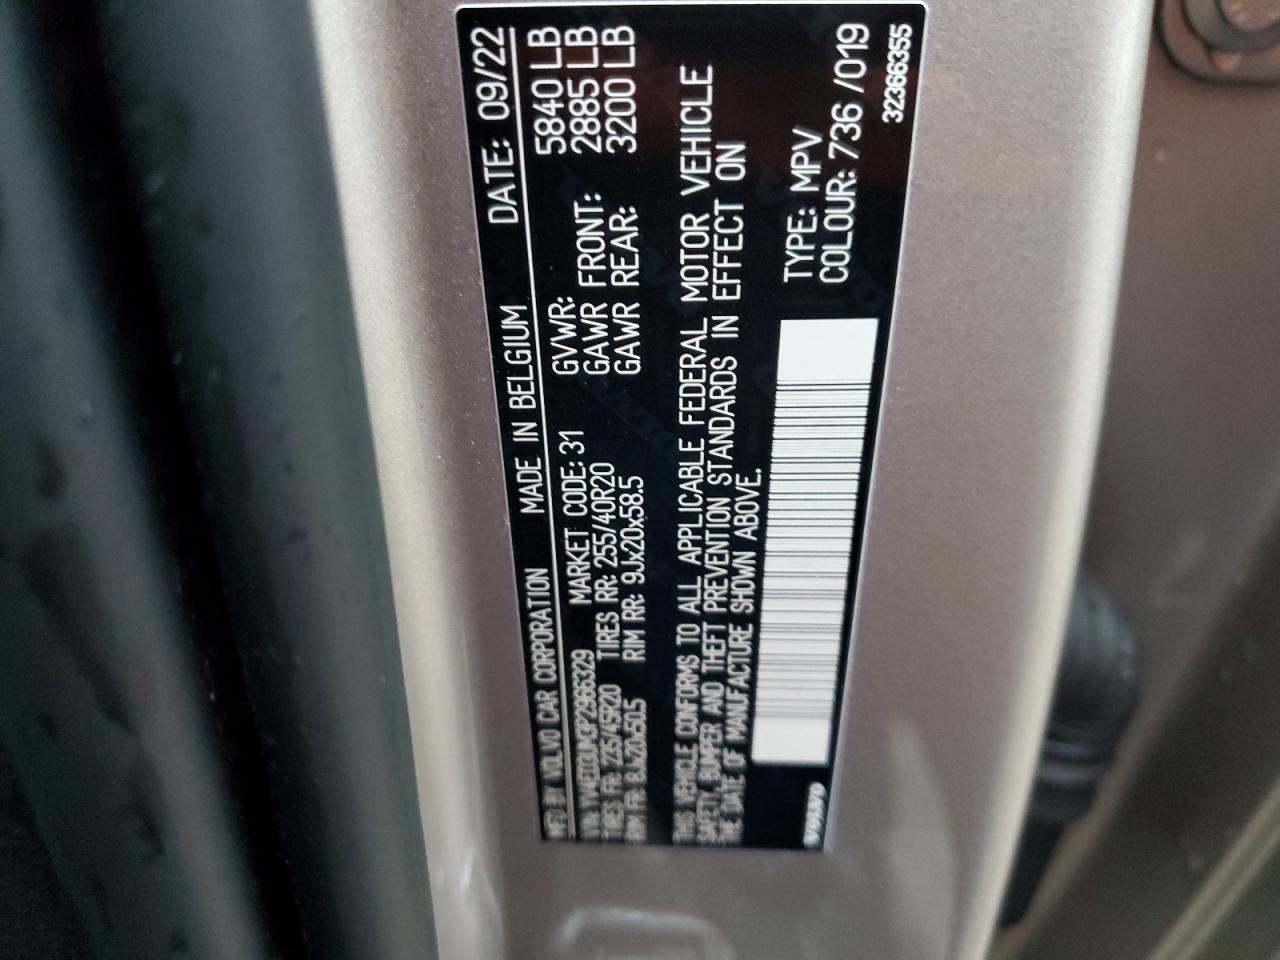 MFD BY VOLVO CAR CORPORATION MADE IN BELGIUM DATE: 09/22
VIN: MARKET CODE: 31 GVWR: 5840 LB
TIRES FR: 235/45R20 TIRES RR: 255/40R20 GAWR FRONT: 2885 LB
RIM FR: 8Jx20x50.5 RIM RR: 9Jx20x58.5 GAWR REAR: 3200 LB
THIS VEHICLE CONFORMS TO ALL APPLICABLE FEDERAL MOTOR VEHICLE
SAFETY, BUMPER AND THEFT PREVENTION STANDARDS IN EFFECT ON
THE DATE OF MANUFACTURE SHOWN ABOVE.
TYPE: MPV
COLOUR: 736 /019
VOLVO
32366355